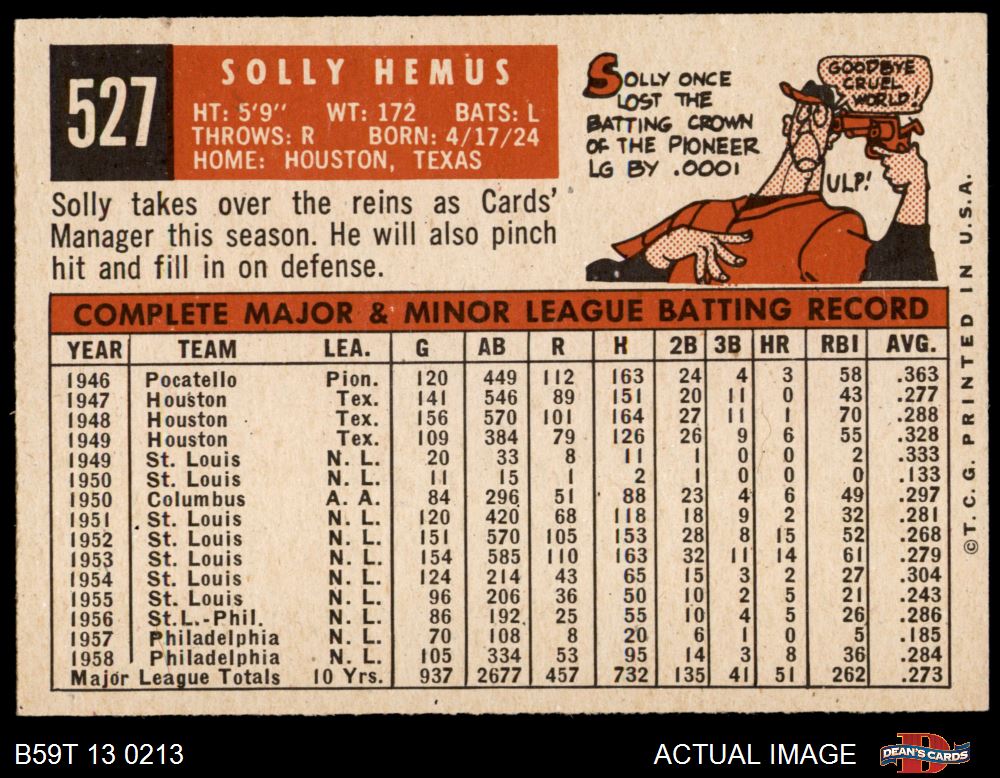 527
SOLLY HEMUS
HT: 5'9" WT: 172 BATS: L
THROWS: R BORN: 4/17/24
HOME: HOUSTON, TEXAS
Solly takes over the reins as Cards'
Manager this season. He will also pinch
hit and fill in on defense.
SOLLY ONCE
LOST THE
BATTING CROWN
OF THE PIONEER
LG BY .0001
GOODBYE
CRUEL
WORLD!
ULP!
COMPLETE MAJOR & MINOR LEAGUE BATTING RECORD
YEAR TEAM LEA. G AB R H 2B 3B HR RBI AVG.
1946 Pocatello Pion. 120 449 112 163 24 4 3 58 .363
1947 Houston Tex. 141 546 89 151 20 11 0 43 .277
1948 Houston Tex. 156 570 101 164 27 11 1 70 .288
1949 Houston Tex. 109 384 79 126 26 9 6 55 .328
1949 St. Louis N. L. 20 33 8 11 1 0 0 2 .333
1950 St. Louis N. L. 11 15 1 2 1 0 0 0 .133
1950 Columbus A. A. 84 296 51 88 23 4 6 49 .297
1951 St. Louis N. L. 120 420 68 118 18 9 2 32 .281
1952 St. Louis N. L. 151 570 105 153 28 8 15 52 .268
1953 St. Louis N. L. 154 585 110 163 32 11 14 61 .279
1954 St. Louis N. L. 124 214 43 65 15 3 2 27 .304
1955 St. Louis N. L. 96 206 36 50 10 2 5 21 .243
1956 St.L.-Phil. N. L. 86 192 25 55 10 4 5 26 .286
1957 Philadelphia N. L. 70 108 8 20 6 1 0 5 .185
1958 Philadelphia N. L. 105 334 53 95 14 3 8 36 .284
Major League Totals 10 Yrs. 937 2677 457 732 135 41 51 262 .273
©T.C.G. PRINTED IN U.S.A.
B59T 13 0213
ACTUAL IMAGE
DEAN'S CARDS